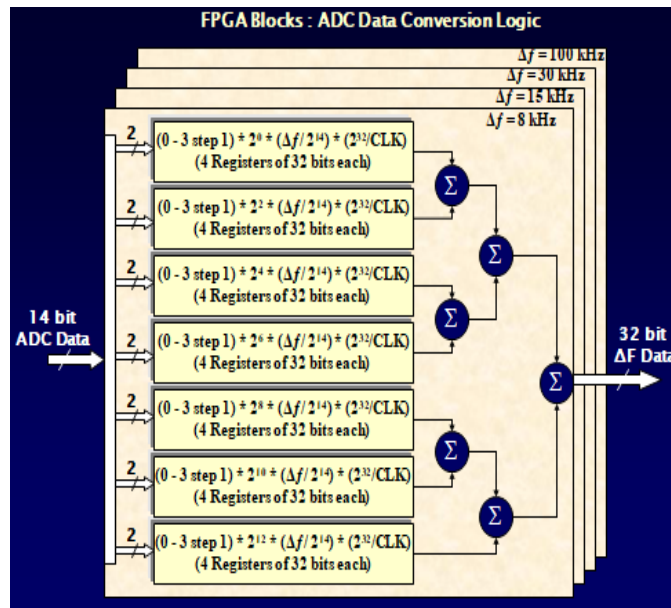 FPGA Blocks : ADC Data Conversion Logic
Δf = 100 kHz
Δf = 30 kHz
Δf = 15 kHz
Δf = 8 kHz
2
(0 - 3 step 1) * 2⁰ * (Δf/2¹⁴) * (2³²/CLK)
(4 Registers of 32 bits each)
Σ
2
(0 - 3 step 1) * 2² * (Δf/2¹⁴) * (2³²/CLK)
(4 Registers of 32 bits each)
Σ
2
(0 - 3 step 1) * 2⁴ * (Δf/2¹⁴) * (2³²/CLK)
(4 Registers of 32 bits each)
Σ
14 bit
ADC Data
2
(0 - 3 step 1) * 2⁶ * (Δf/2¹⁴) * (2³²/CLK)
(4 Registers of 32 bits each)
32 bit
ΔF Data
Σ
2
(0 - 3 step 1) * 2⁸ * (Δf/2¹⁴) * (2³²/CLK)
(4 Registers of 32 bits each)
Σ
2
(0 - 3 step 1) * 2¹⁰ * (Δf/2¹⁴) * (2³²/CLK)
(4 Registers of 32 bits each)
Σ
2
(0 - 3 step 1) * 2¹² * (Δf/2¹⁴) * (2³²/CLK)
(4 Registers of 32 bits each)